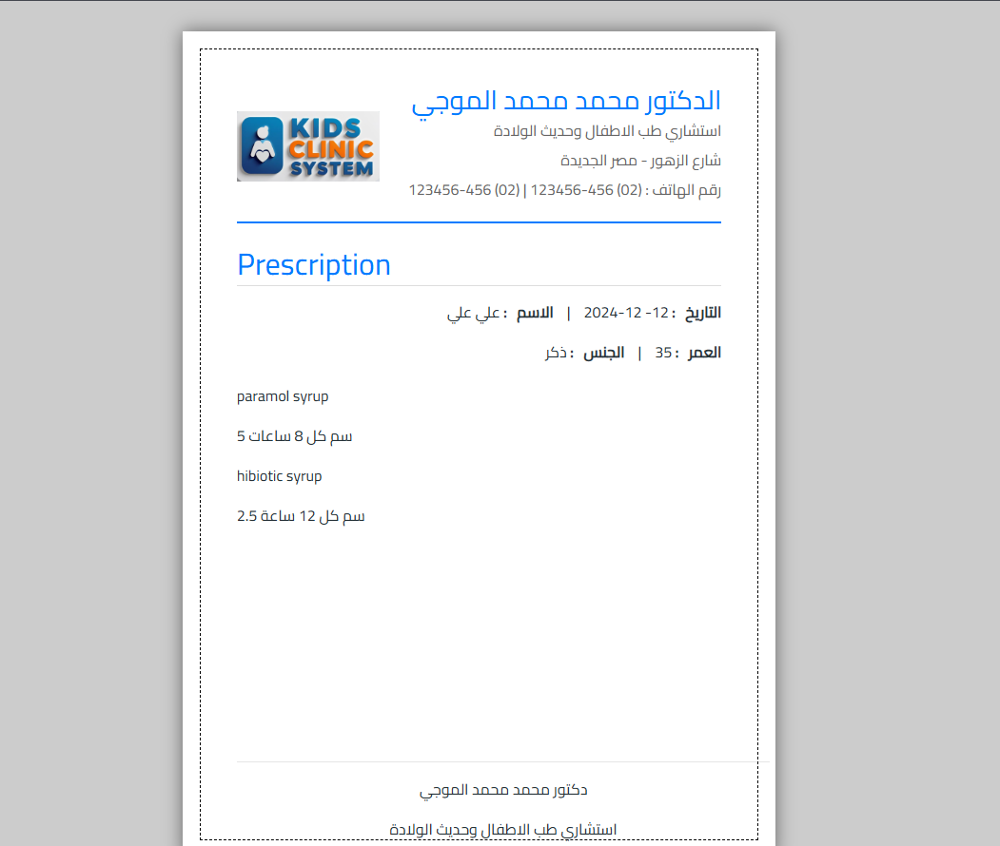 الدكتور محمد محمد الموجي
استشاري طب الاطفال وحديث الولادة
شارع الزهور - مصر الجديدة
رقم الهاتف : (02) 123456-456 | (02) 123456-456
KIDS
CLINIC
SYSTEM
Prescription
التاريخ : 12- 12-2024 | الاسم : علي علي
العمر : 35 | الجنس : ذكر
paramol syrup
5 سم كل 8 ساعات
hibiotic syrup
2.5 سم كل 12 ساعة
دكتور محمد محمد الموجي
استشاري طب الاطفال وحديث الولادة